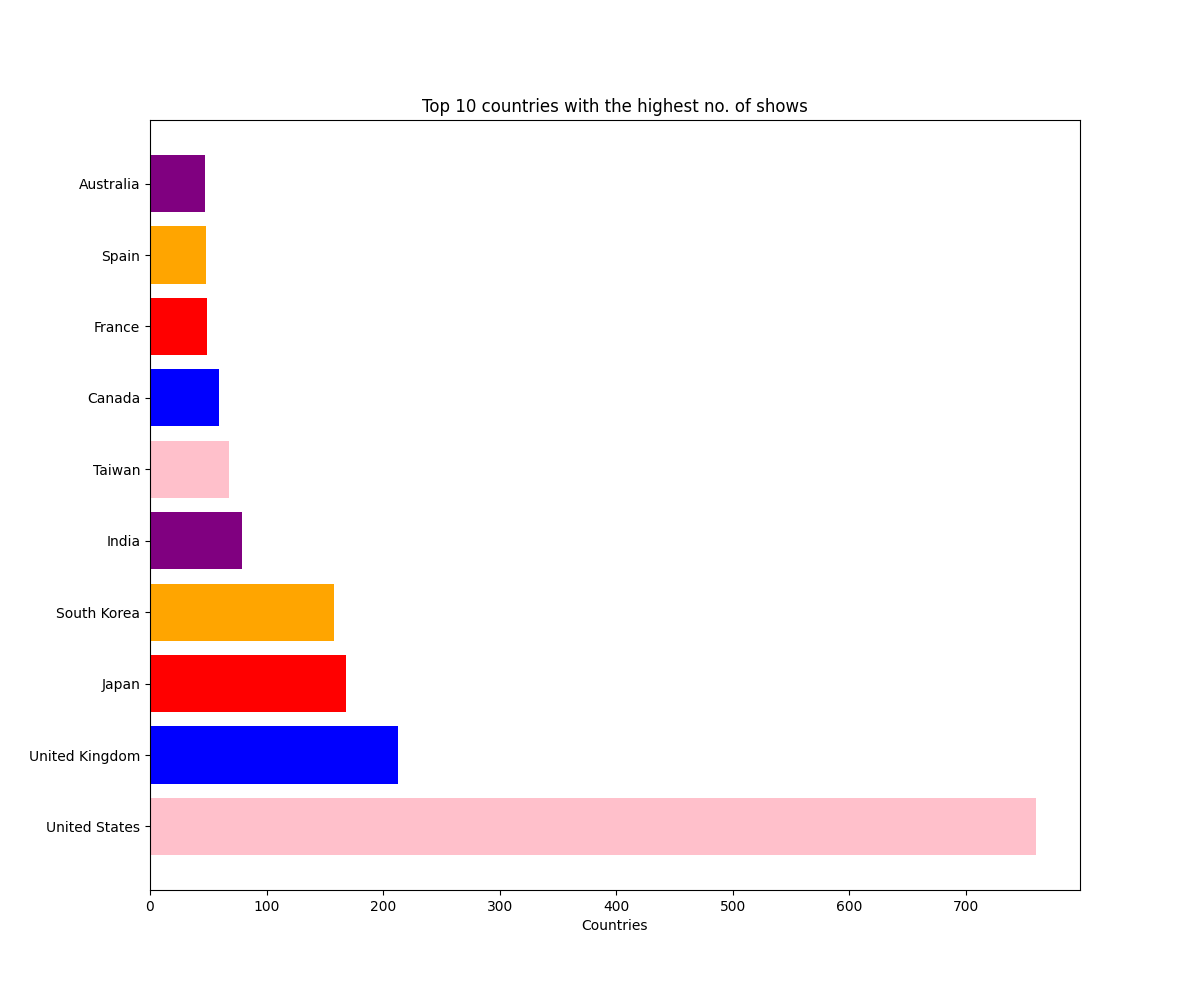 Top 10 countries with the highest no. of shows
Australia
Spain
France
Canada
Taiwan
India
South Korea
Japan
United Kingdom
United States
0 100 200 300 400 500 600 700
Countries